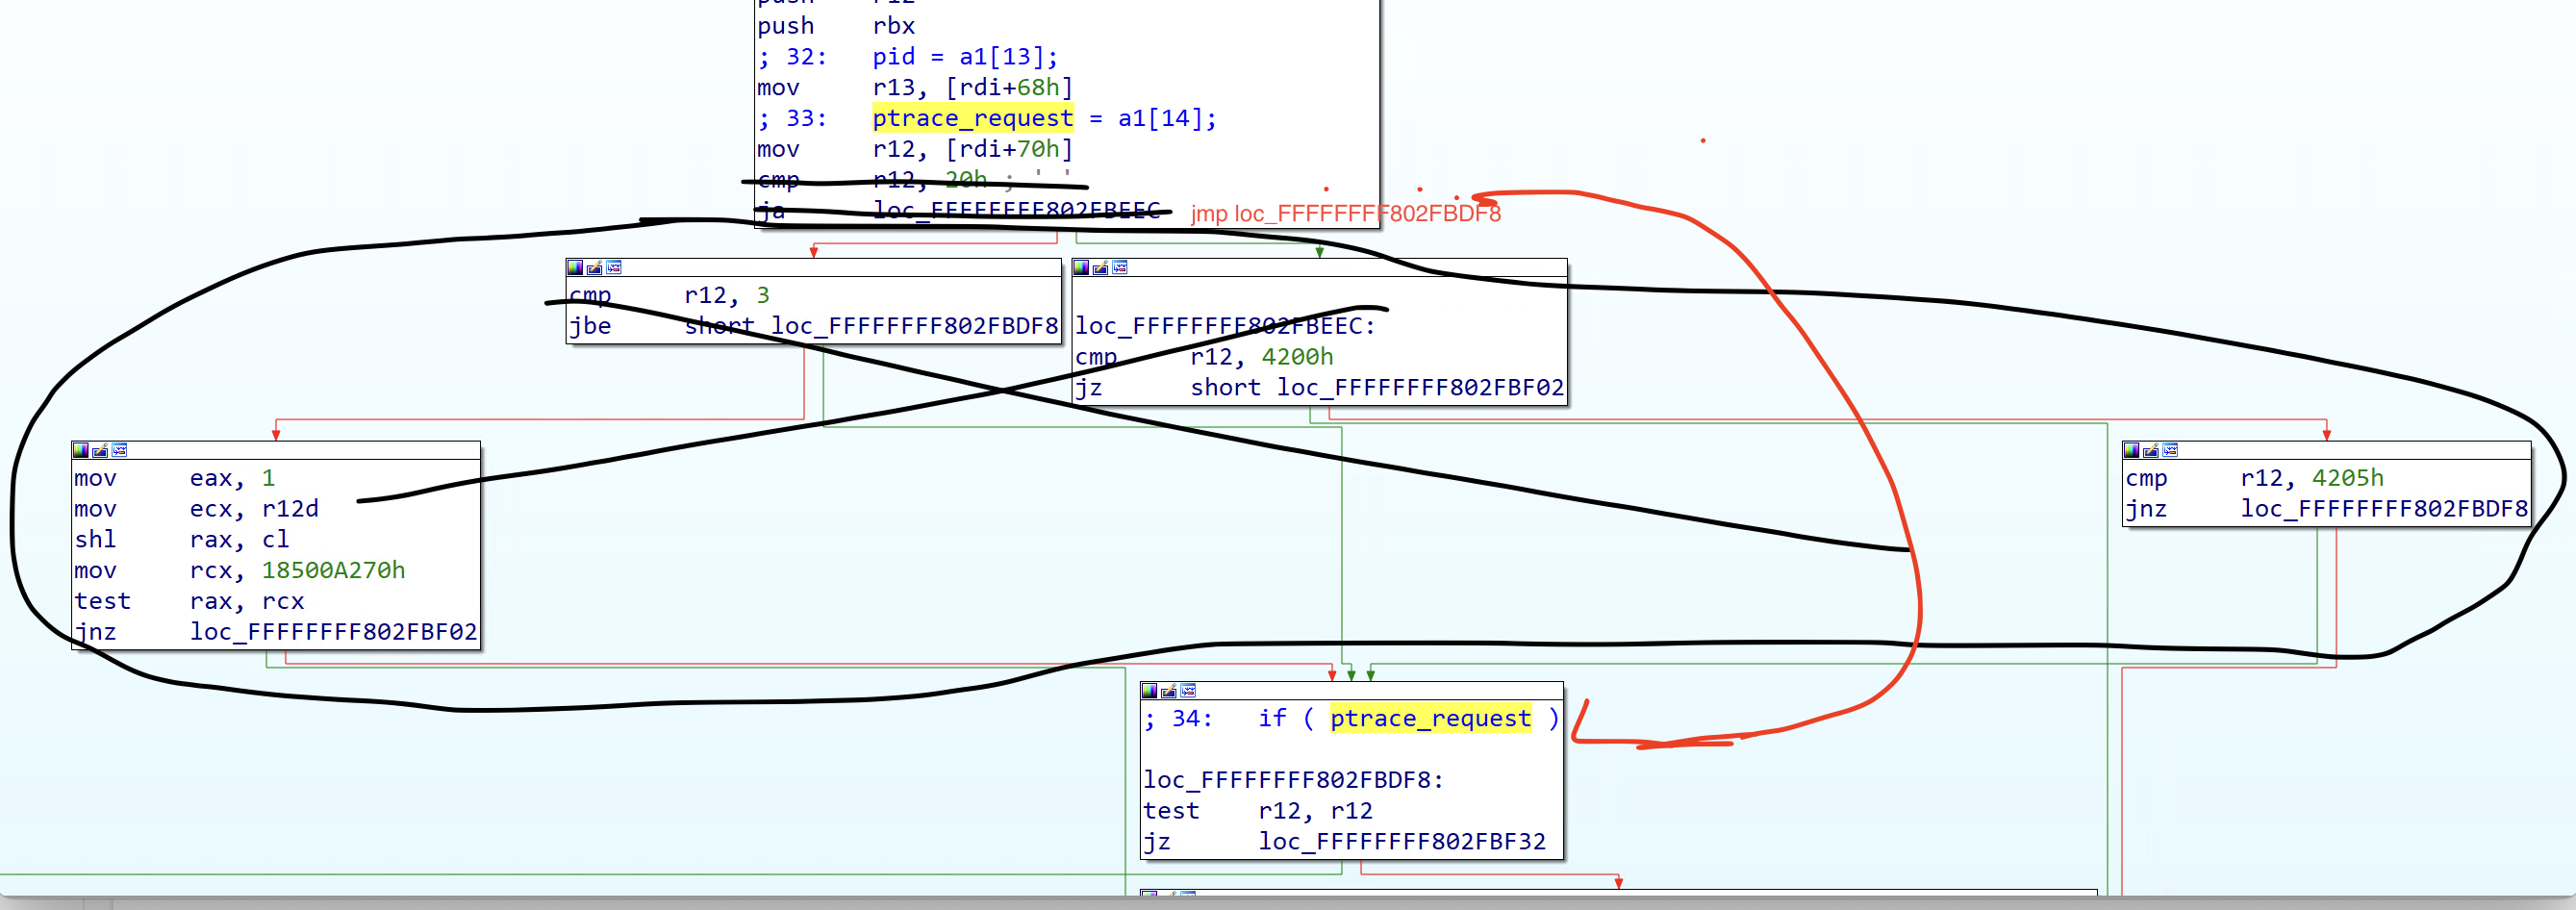 push    rbx
; 32:   pid = a1[13];
mov     r13, [rdi+68h]
; 33:   ptrace_request = a1[14];
mov     r12, [rdi+70h]
cmp     r12, 20h ; ' '
ja      loc_FFFFFFFF802FBEEC
jmp loc_FFFFFFFF802FBDF8
cmp     r12, 3
jbe     short loc_FFFFFFFF802FBDF8
loc_FFFFFFFF802FBEEC:
cmp     r12, 4200h
jz      short loc_FFFFFFFF802FBF02
mov     eax, 1
mov     ecx, r12d
shl     rax, cl
mov     rcx, 18500A270h
test    rax, rcx
jnz     loc_FFFFFFFF802FBF02
cmp     r12, 4205h
jnz     loc_FFFFFFFF802FBDF8
; 34:   if ( ptrace_request )
loc_FFFFFFFF802FBDF8:
test    r12, r12
jz      loc_FFFFFFFF802FBF32